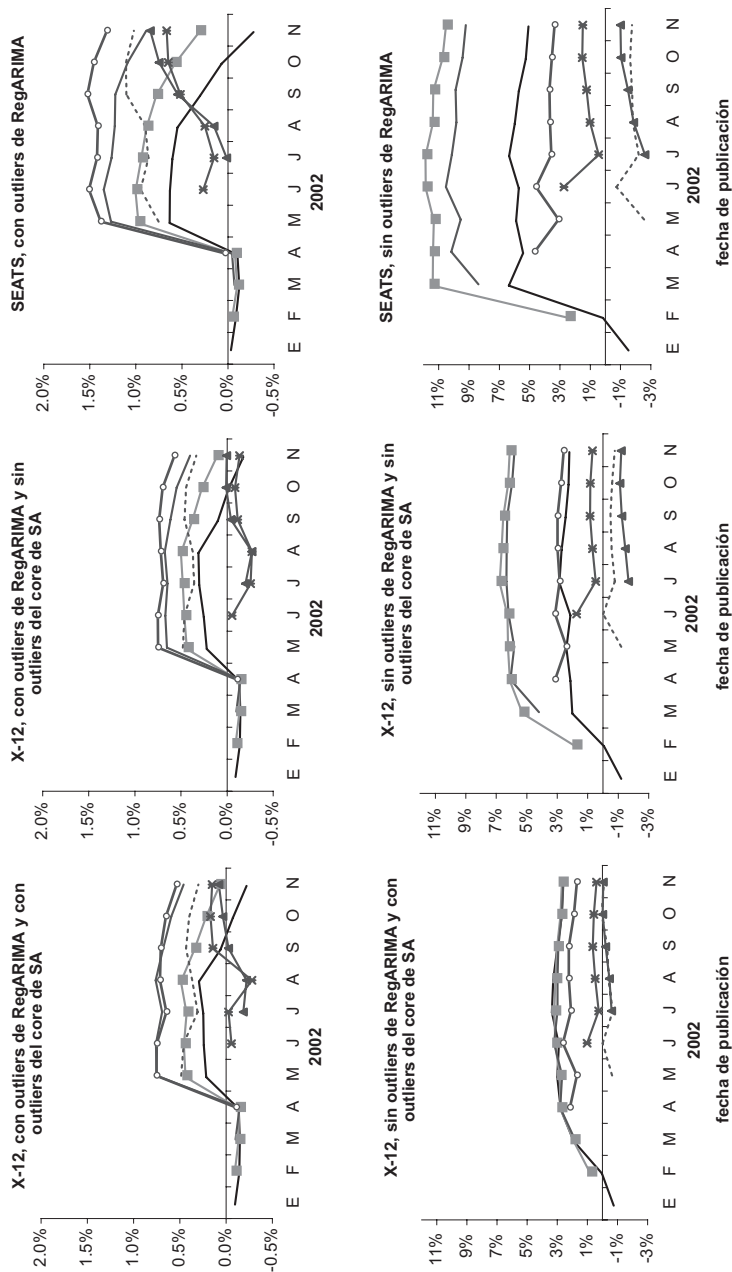 X-12, con outliers de RegARIMA y con
outliers del core de SA
2.0%
1.5%
1.0%
0.5%
0.0%
-0.5%
E F M A M J J A S O N
2002
X-12, con outliers de RegARIMA y sin
outliers del core de SA
2.0%
1.5%
1.0%
0.5%
0.0%
-0.5%
E F M A M J J A S O N
2002
SEATS, con outliers de RegARIMA
2.0%
1.5%
1.0%
0.5%
0.0%
-0.5%
E F M A M J J A S O N
2002
X-12, sin outliers de RegARIMA y con
outliers del core de SA
11%
9%
7%
5%
3%
1%
-1%
-3%
E F M A M J J A S O N
2002
fecha de publicación
X-12, sin outliers de RegARIMA y sin
outliers del core de SA
11%
9%
7%
5%
3%
1%
-1%
-3%
E F M A M J J A S O N
2002
fecha de publicación
SEATS, sin outliers de RegARIMA
11%
9%
7%
5%
3%
1%
-1%
-3%
E F M A M J J A S O N
2002
fecha de publicación